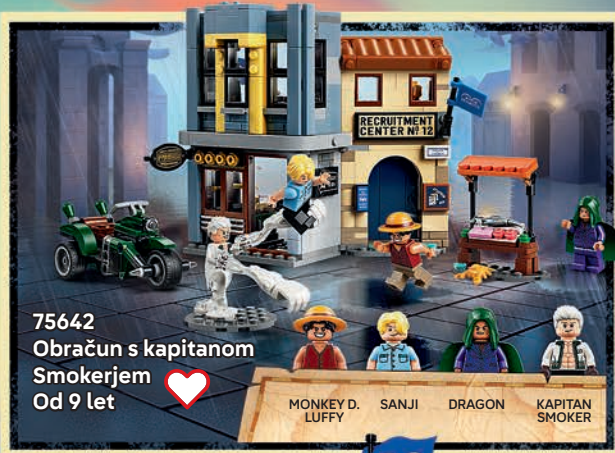 RECRUITMENT
CENTER Nº 12
75642
Obračun s kapitanom
Smokerjem
Od 9 let
MONKEY D.
LUFFY
SANJI
DRAGON
KAPITAN
SMOKER